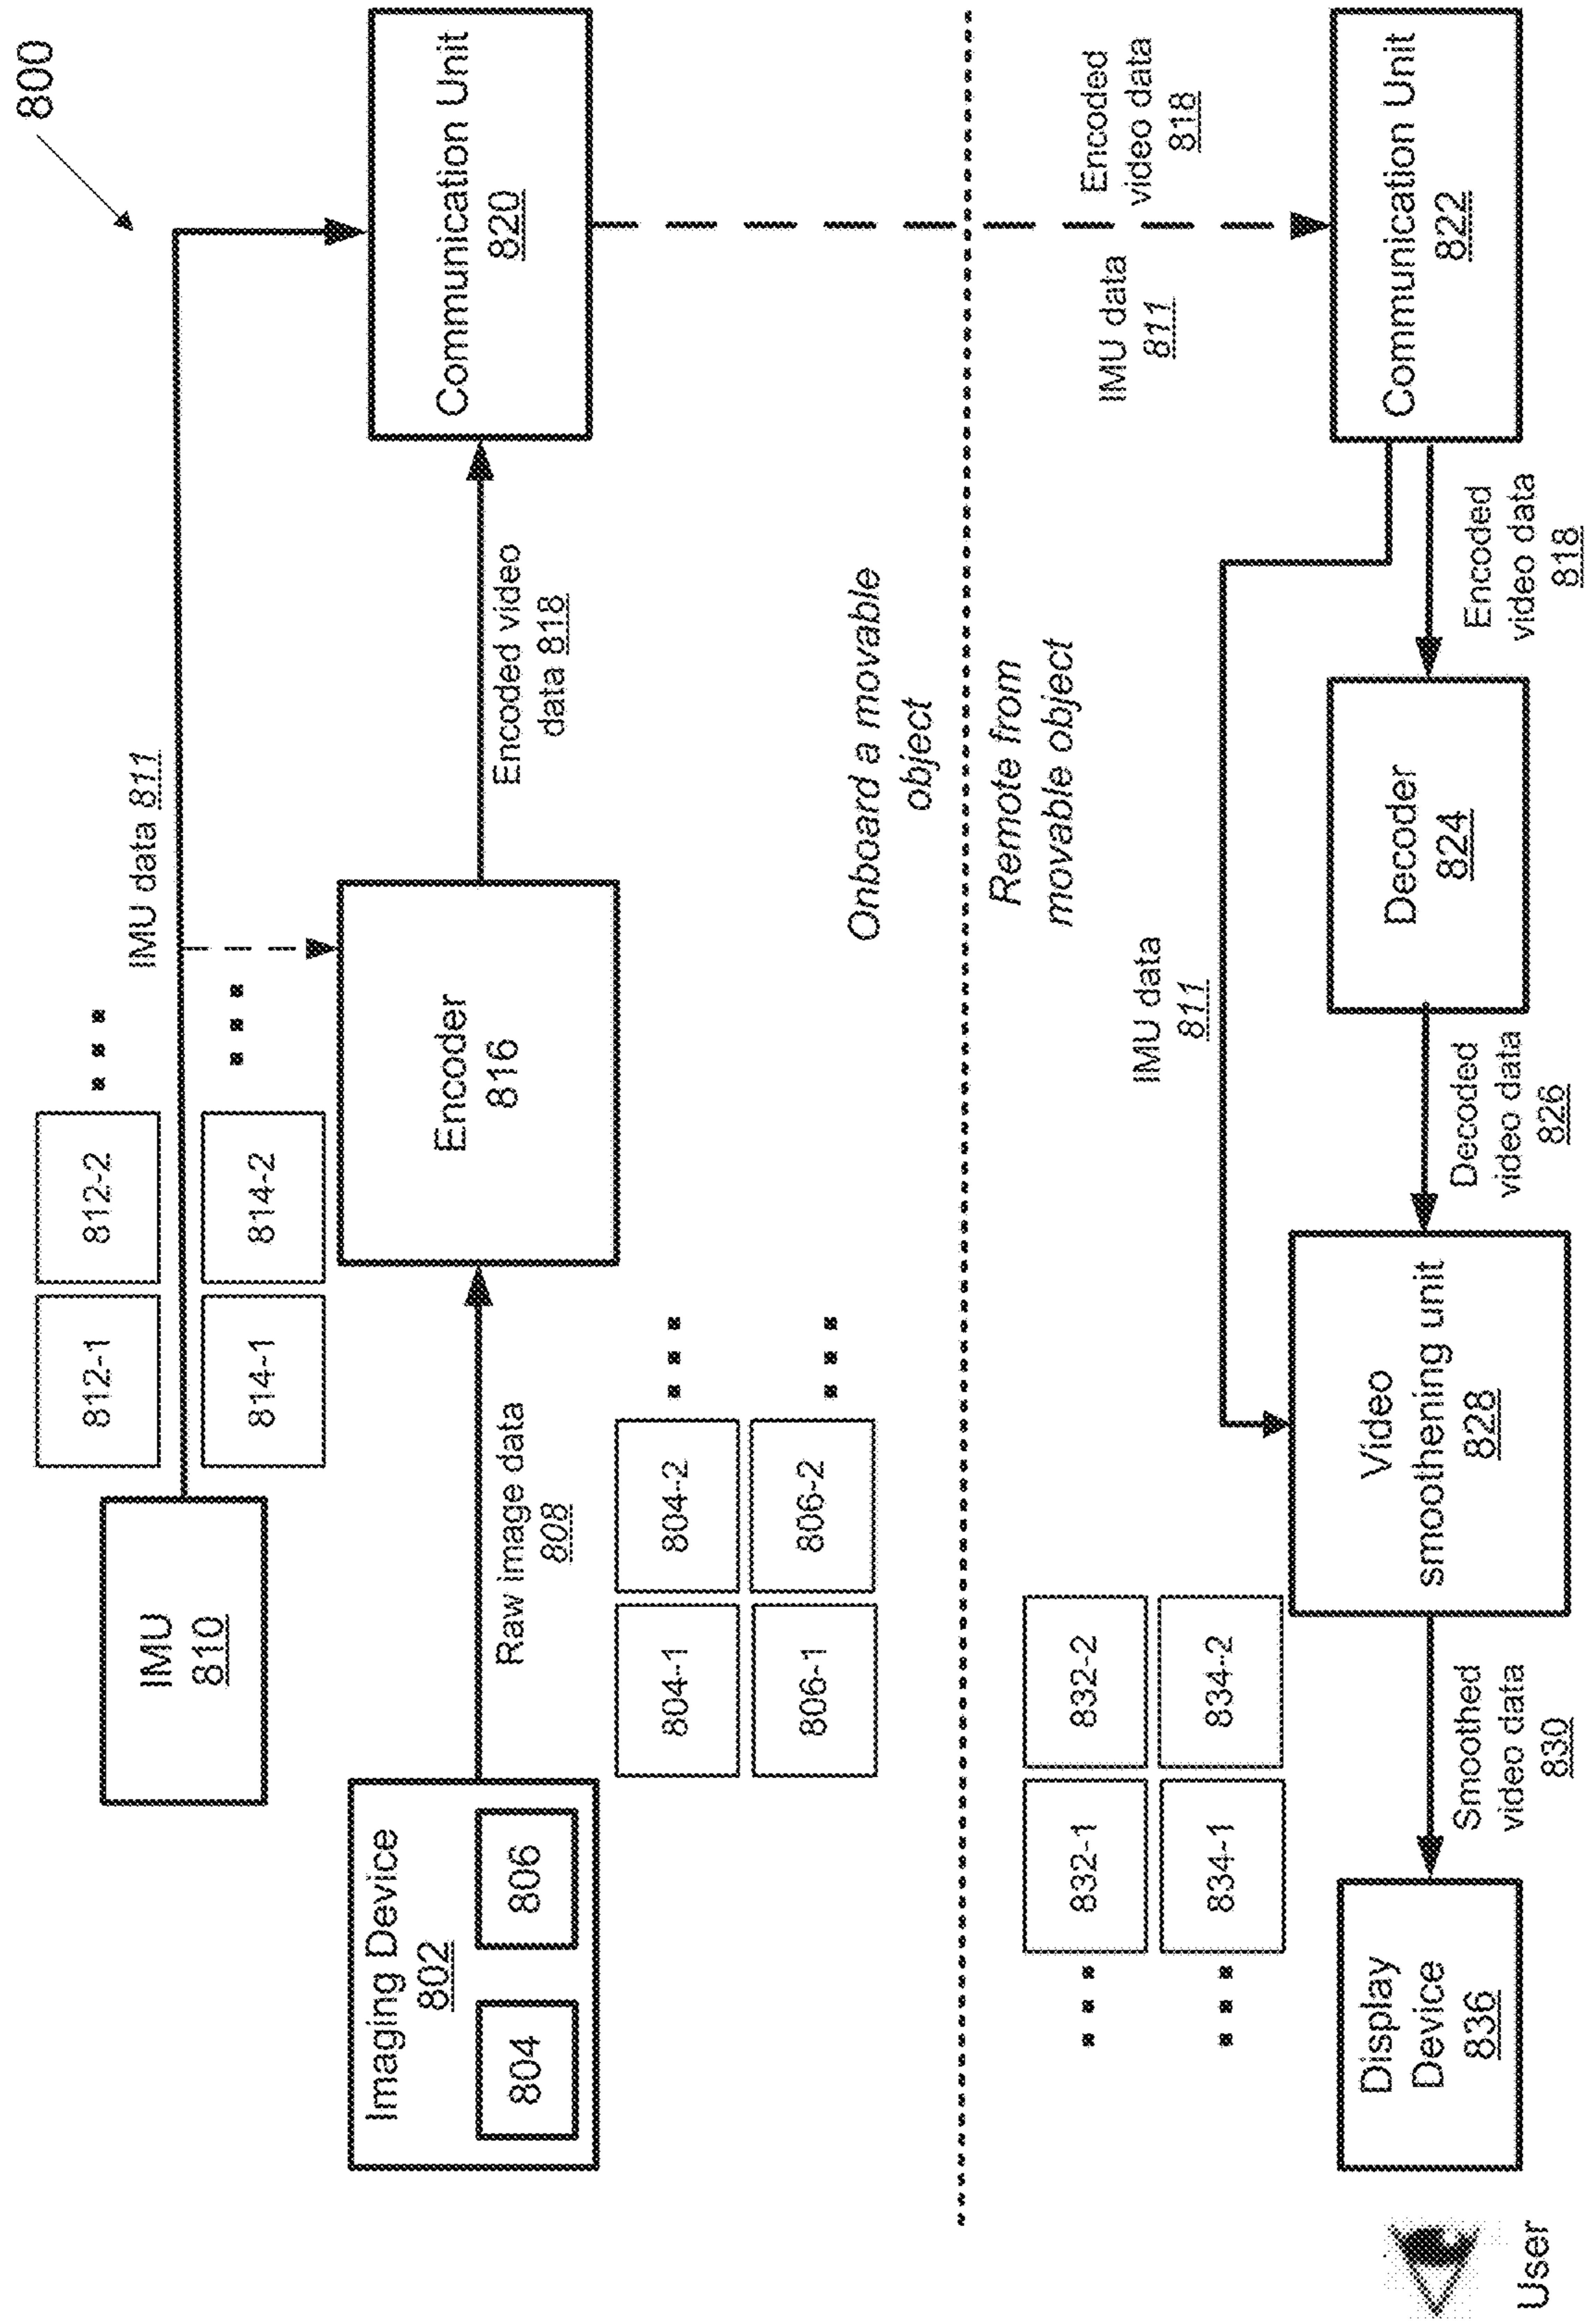 800
IMU
810
812-1
812-2
814-1
814-2
IMU data 811
Imaging Device
802
804
806
Raw image data
808
804-1
804-2
806-1
806-2
Encoder
816
Encoded video
data 818
Communication Unit
820
Onboard a movable
object
Remote from
movable object
IMU data
811
Encoded
video data
818
Communication Unit
822
Encoded
video data
818
IMU data
811
Decoder
824
Decoded
video data
826
Video
smoothening unit
828
832-1
832-2
834-1
834-2
Smoothed
video data
830
Display
Device
836
User